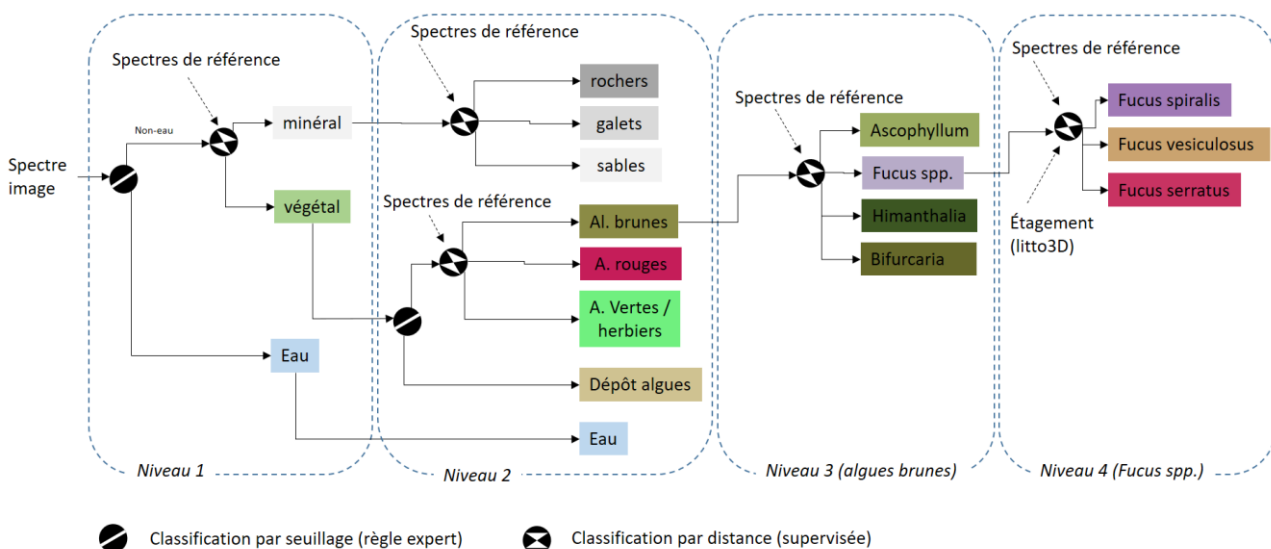 Spectre
image
Non-eau
Spectres de référence
minéral
végétal
Eau
Niveau 1
Spectres de référence
rochers
galets
sables
Spectres de référence
Al. brunes
A. rouges
A. Vertes /
herbiers
Dépôt algues
Eau
Niveau 2
Spectres de référence
Ascophyllum
Fucus spp.
Himanthalia
Bifurcaria
Niveau 3 (algues brunes)
Spectres de
référence
Fucus spiralis
Fucus vesiculosus
Fucus serratus
Étagement
(litto3D)
Niveau 4 (Fucus spp.)
Classification par seuillage (règle expert)
Classification par distance (supervisée)